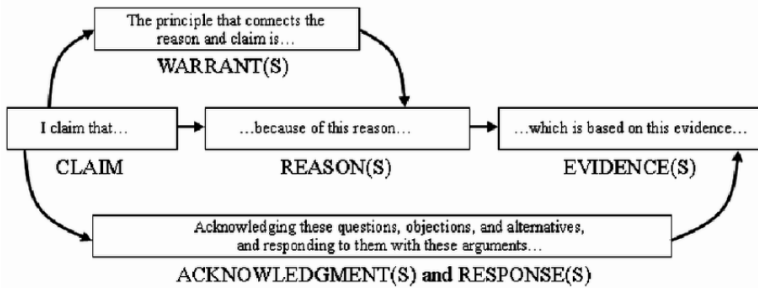 The principle that connects the
reason and claim is...
WARRANT(S)
I claim that...
...because of this reason...
...which is based on this evidence...
CLAIM
REASON(S)
EVIDENCE(S)
Acknowledging these questions, objections, and alternatives,
and responding to them with these arguments...
ACKNOWLEDGMENT(S) and RESPONSE(S)